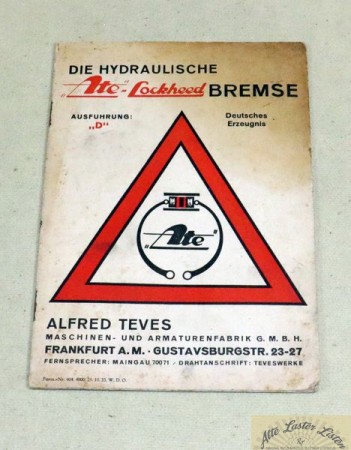 DIE HYDRAULISCHE
"Ate-Lockheed BREMSE
AUSFÜHRUNG: Deutsches
"D" Erzeugnis
"Ate"
ALFRED TEVES
MASCHINEN- UND ARMATURENFABRIK G. M. B. H.
FRANKFURT A. M. · GUSTAVSBURGSTR. 23-27
FERNSPRECHER: MAINGAU 70071 - DRAHTANSCHRIFT: TEVESWERKE
Alte Laster Listen